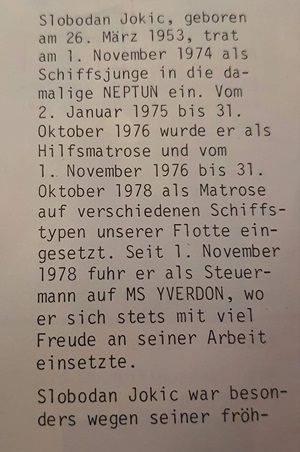 Slobodan Jokic, geboren
am 26. März 1953, trat
am 1. November 1974 als
Schiffsjunge in die da-
malige NEPTUN ein. Vom
2. Januar 1975 bis 31.
Oktober 1976 wurde er als
Hilfsmatrose und vom
1. November 1976 bis 31.
Oktober 1978 als Matrose
auf verschiedenen Schiffs-
typen unserer Flotte ein-
gesetzt. Seit 1. November
1978 fuhr er als Steuer-
mann auf MS YVERDON, wo
er sich stets mit viel
Freude an seiner Arbeit
einsetzte.
Slobodan Jokic war beson-
ders wegen seiner fröh-